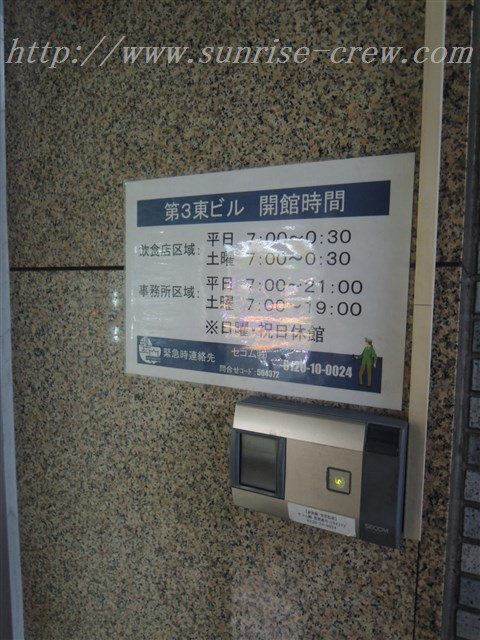 http://www.sunrise-crew.com/
第3東ビル 開館時間
飲食店区域: 平日 7:00～0:30
土曜 7:00～0:30
事務所区域: 平日 7:00～21:00
土曜 7:00～19:00
※日曜・祝日休館
緊急時連絡先 セコム㈱ 0120-10-0024
問合せコード:504372
SECOM